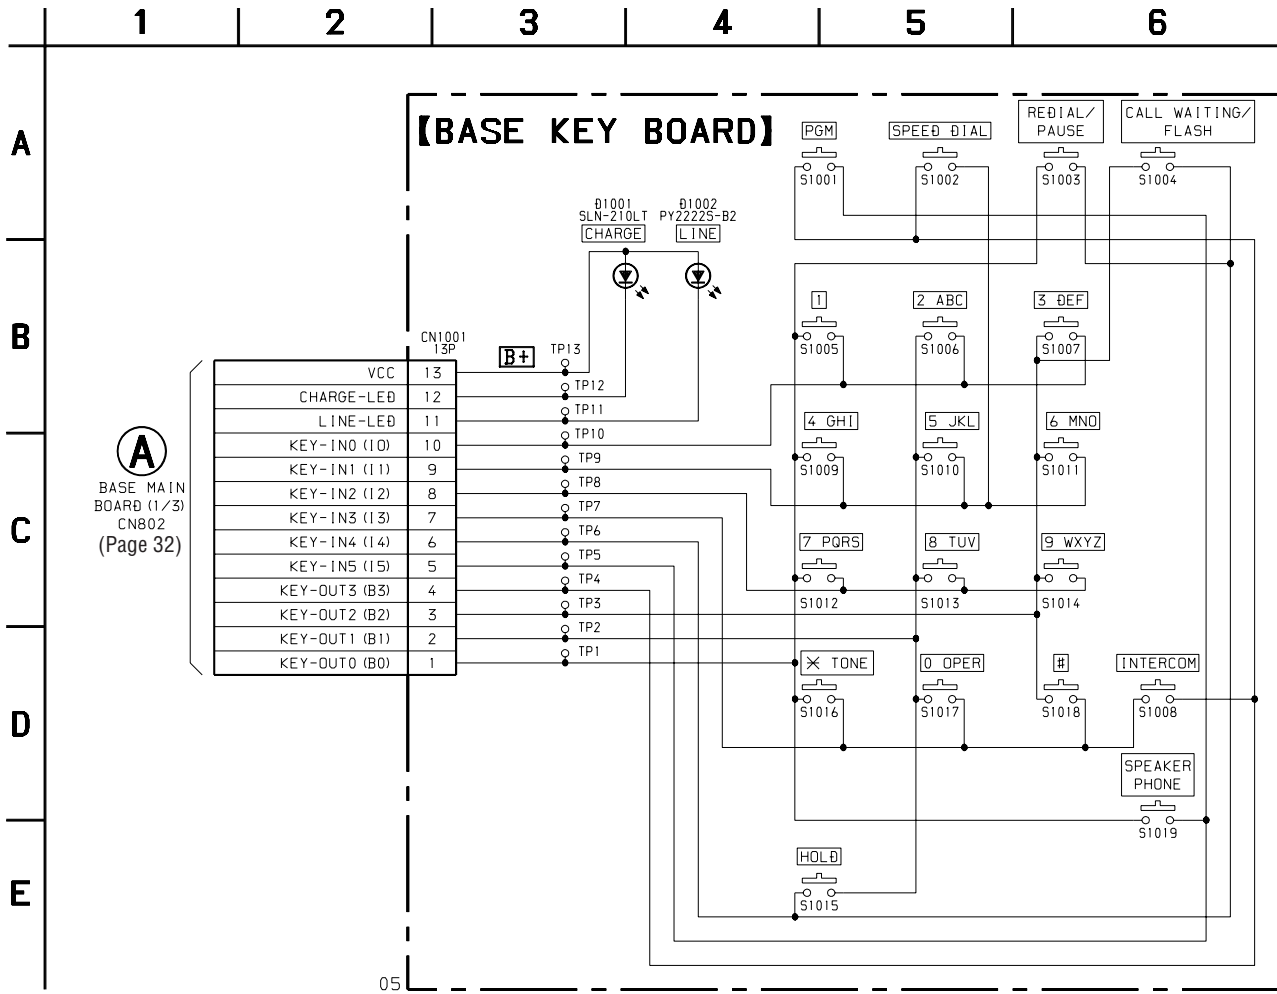 1 2 3 4 5 6
A
B
C
D
E
【BASE KEY BOARD】
PGM
S1001
SPEED DIAL
S1002
REDIAL/
PAUSE
S1003
CALL WAITING/
FLASH
S1004
D1001
SLN-210LT
CHARGE
D1002
PY2222S-B2
LINE
1
S1005
2 ABC
S1006
3 DEF
S1007
CN1001
13P
B+
VCC 13 TP13
CHARGE-LED 12 TP12
LINE-LED 11 TP11
KEY-IN0 (I0) 10 TP10
KEY-IN1 (I1) 9 TP9
KEY-IN2 (I2) 8 TP8
KEY-IN3 (I3) 7 TP7
KEY-IN4 (I4) 6 TP6
KEY-IN5 (I5) 5 TP5
KEY-OUT3 (B3) 4 TP4
KEY-OUT2 (B2) 3 TP3
KEY-OUT1 (B1) 2 TP2
KEY-OUT0 (B0) 1 TP1
A
BASE MAIN
BOARD (1/3)
CN802
(Page 32)
4 GHI
S1009
5 JKL
S1010
6 MNO
S1011
7 PQRS
S1012
8 TUV
S1013
9 WXYZ
S1014
✕ TONE
S1016
0 OPER
S1017
#
S1018
INTERCOM
S1008
SPEAKER
PHONE
S1019
HOLD
S1015
05